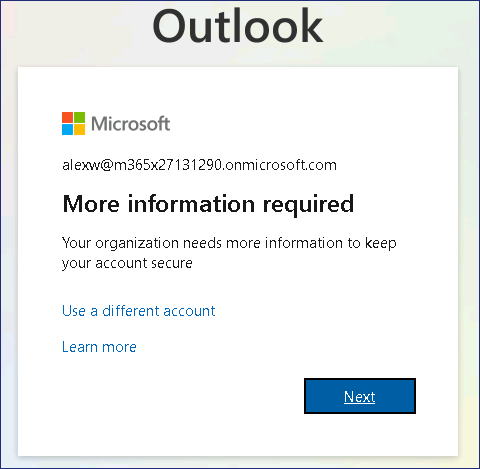 Outlook
Microsoft
alexw@m365x27131290.onmicrosoft.com
More information required
Your organization needs more information to keep
your account secure
Use a different account
Learn more
Next